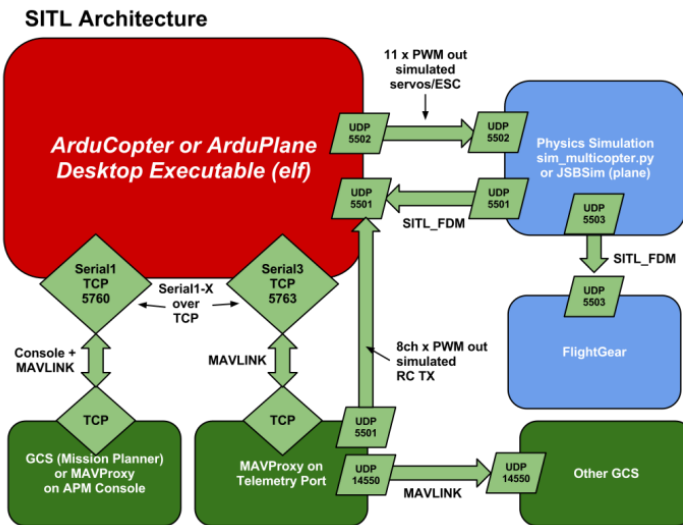 SITL Architecture
11 x PWM out
simulated
servos/ESC
ArduCopter or ArduPlane
Desktop Executable (elf)
UDP
5502
UDP
5502
Physics Simulation
sim_multicopter.py
or JSBSim (plane)
UDP
5501
UDP
5501
SITL_FDM
UDP
5503
SITL_FDM
Serial1
TCP
5760
Serial1-X
over
TCP
Serial3
TCP
5763
UDP
5503
FlightGear
Console +
MAVLINK
MAVLINK
8ch x PWM out
simulated
RC TX
TCP
TCP
GCS (Mission Planner)
or MAVProxy
on APM Console
MAVProxy on
Telemetry Port
UDP
5501
UDP
14550
MAVLINK
UDP
14550
Other GCS